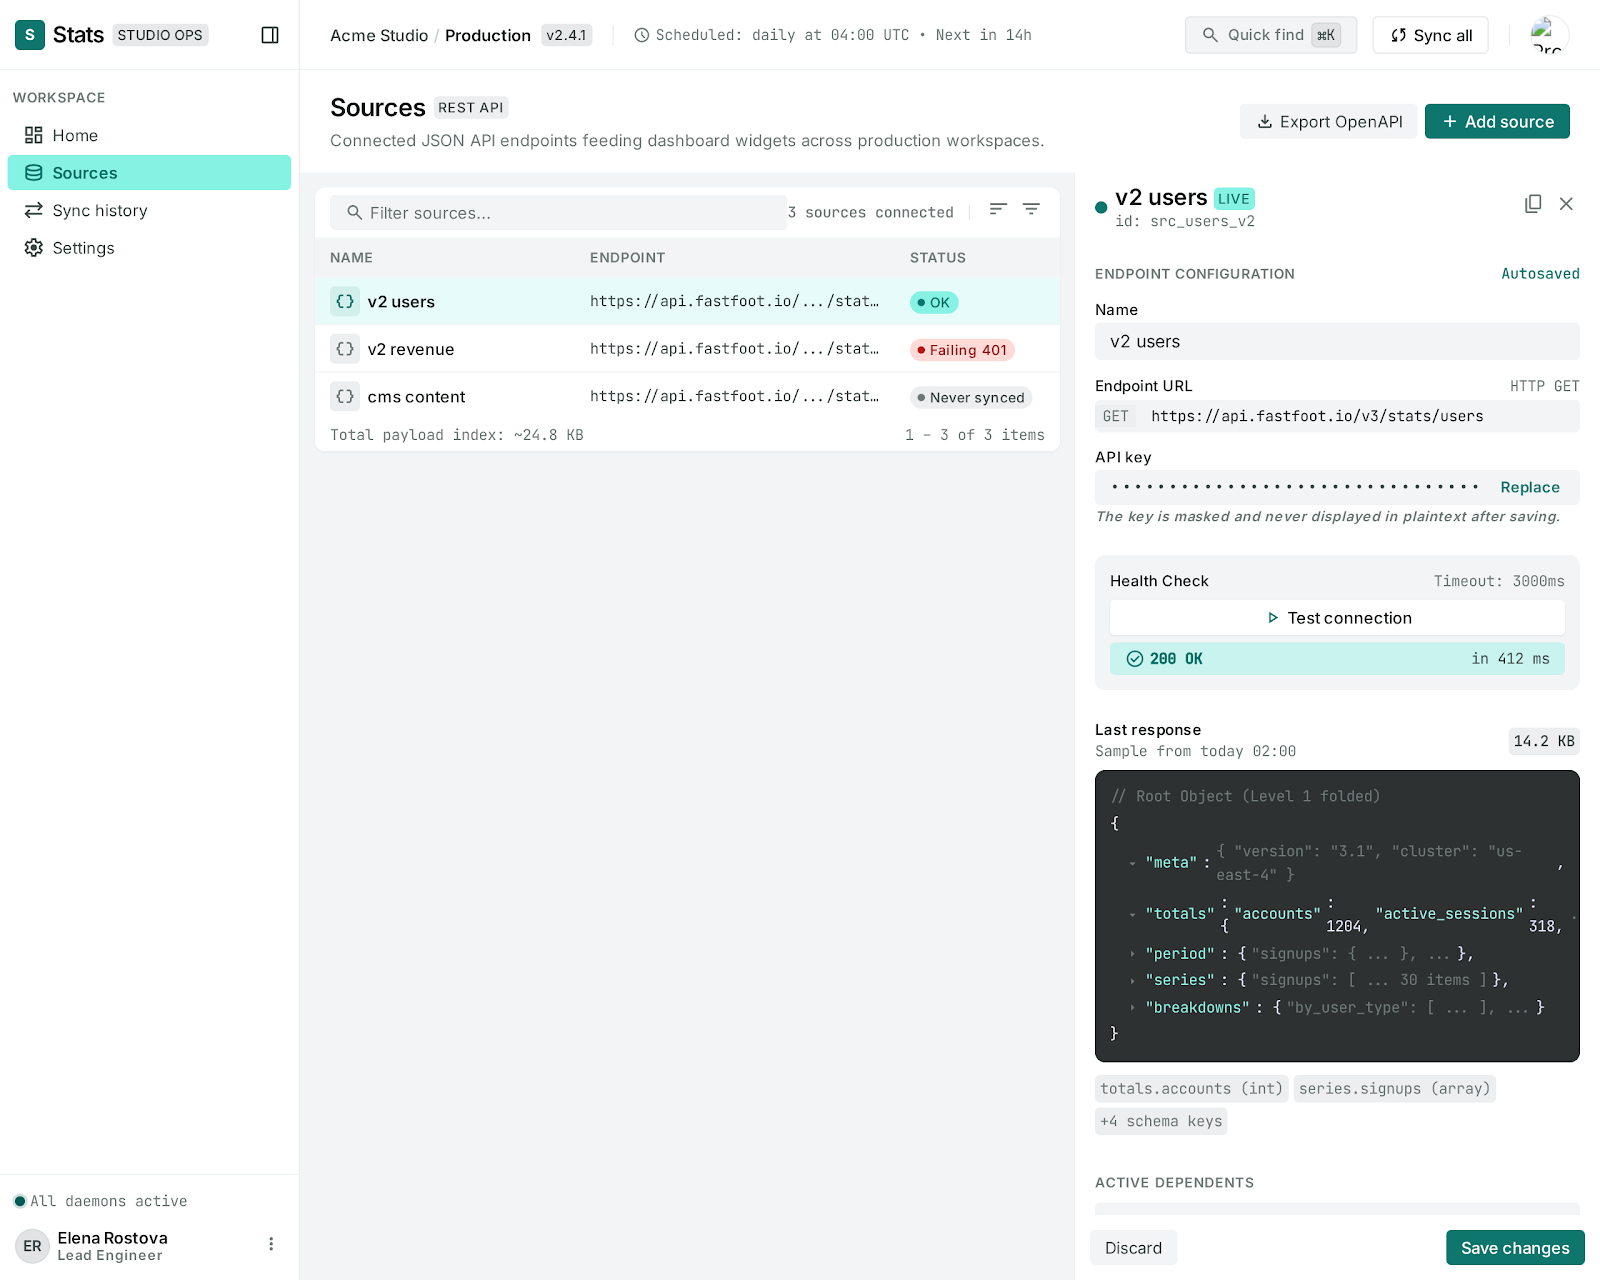 S Stats STUDIO OPS
Acme Studio / Production v2.4.1 Scheduled: daily at 04:00 UTC • Next in 14h
Quick find ⌘K Sync all
WORKSPACE
Home
Sources
Sync history
Settings
All daemons active
ER Elena Rostova
Lead Engineer
Sources REST API
Connected JSON API endpoints feeding dashboard widgets across production workspaces.
Export OpenAPI + Add source
Filter sources...
3 sources connected
NAME ENDPOINT STATUS
{} v2 users https://api.fastfoot.io/.../stat… OK
{} v2 revenue https://api.fastfoot.io/.../stat… Failing 401
{} cms content https://api.fastfoot.io/.../stat… Never synced
Total payload index: ~24.8 KB 1 – 3 of 3 items
v2 users LIVE
id: src_users_v2
ENDPOINT CONFIGURATION Autosaved
Name
v2 users
Endpoint URL HTTP GET
GET https://api.fastfoot.io/v3/stats/users
API key
•••••••••••••••••••••••••••••••• Replace
The key is masked and never displayed in plaintext after saving.
Health Check Timeout: 3000ms
Test connection
200 OK in 412 ms
Last response
Sample from today 02:00
14.2 KB
// Root Object (Level 1 folded)
{
"meta" : { "version": "3.1", "cluster": "us-
east-4" } ,
"totals" : { "accounts" : 1204, "active_sessions" : 318,
"period" : { "signups": { ... }, ... },
"series" : { "signups": [ ... 30 items ] },
"breakdowns" : { "by_user_type": [ ... ], ... }
}
totals.accounts (int) series.signups (array)
+4 schema keys
ACTIVE DEPENDENTS
Discard Save changes